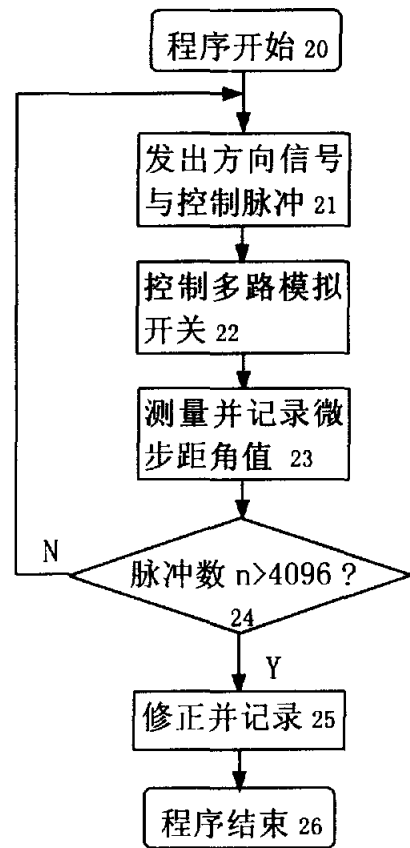 程序开始 20
发出方向信号
与控制脉冲 21
控制多路模拟
开关 22
测量并记录微
步距角值 23
N
脉冲数 n>4096?
24
Y
修正并记录 25
程序结束 26